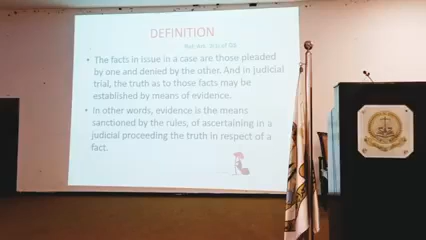 DEFINITION
• The facts in issue in a case are those pleaded
by one and denied by the other. And in judicial
trial, the truth as to those facts may be
established by means of evidence.
• In other words, evidence is the means
sanctioned by the rules, of ascertaining in a
judicial proceeding the truth in respect of a
fact.